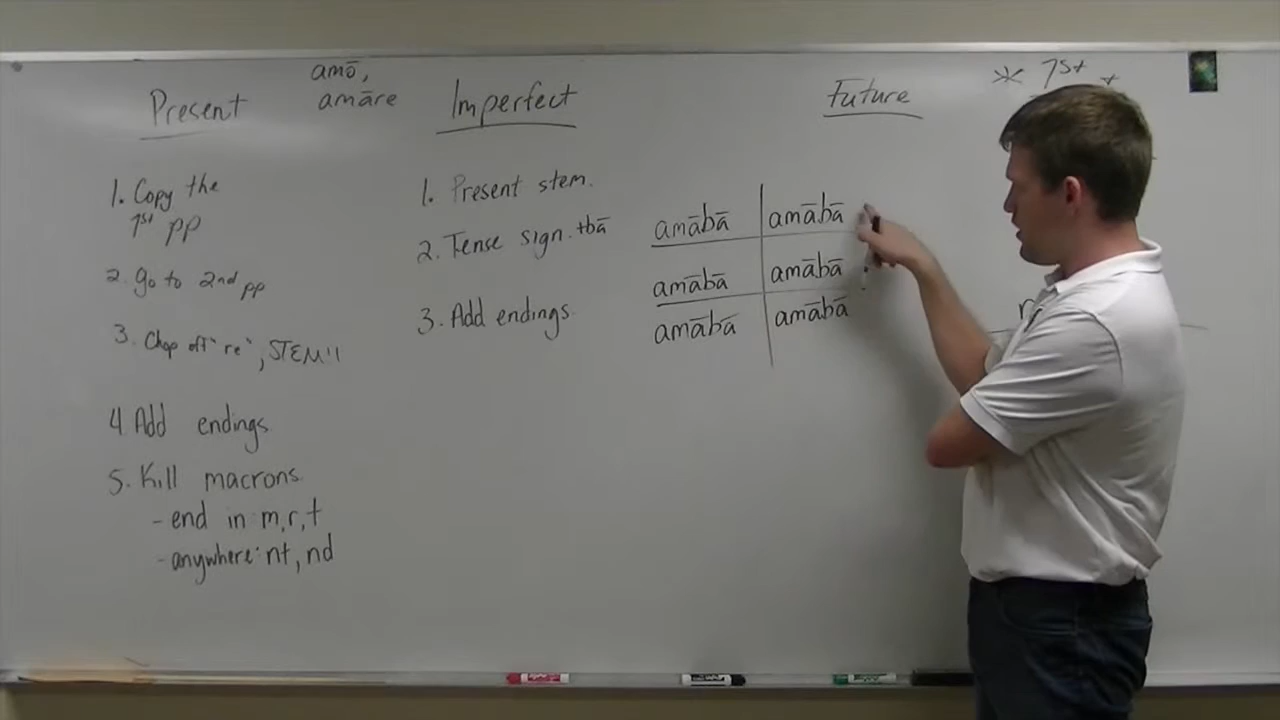 Present
amō,
amāre
1. Copy the
1st pp
2. Go to 2nd pp
3. Chop off "re", STEM!!
4. Add endings
5. Kill macrons.
- end in: m, r, t
- anywhere: nt, nd
Imperfect
1. Present stem.
2. Tense sign. +bā
3. Add endings.
amābā amābā
amābā amābā
amābā amābā
Future
* 1st